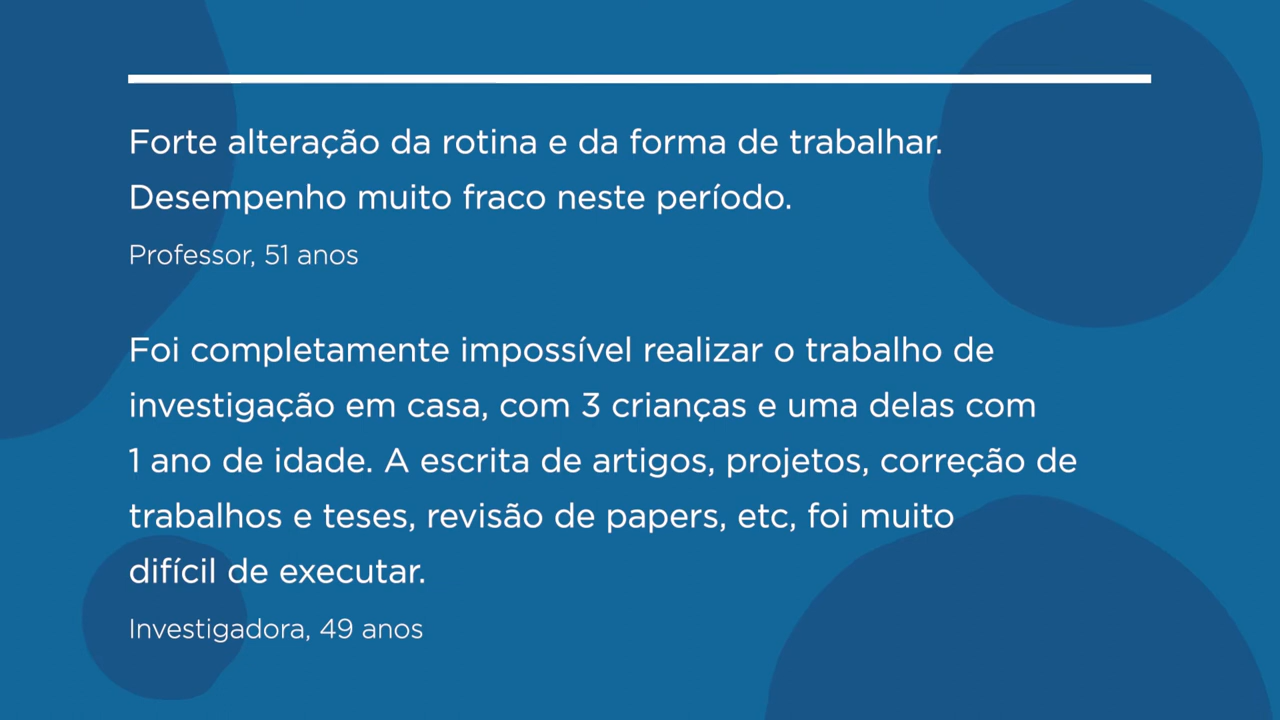 Forte alteração da rotina e da forma de trabalhar.
Desempenho muito fraco neste período.
Professor, 51 anos
Foi completamente impossível realizar o trabalho de
investigação em casa, com 3 crianças e uma delas com
1 ano de idade. A escrita de artigos, projetos, correção de
trabalhos e teses, revisão de papers, etc, foi muito
difícil de executar.
Investigadora, 49 anos